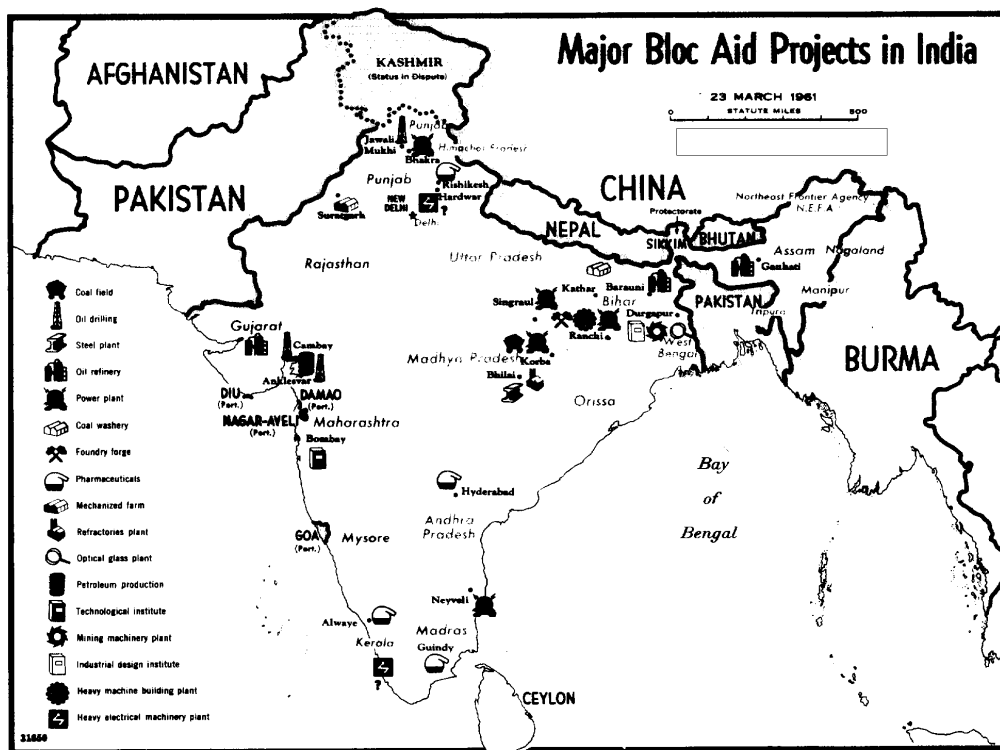 Major Bloc Aid Projects in India
23 MARCH 1961
STATUTE MILES
0 500
AFGHANISTAN
KASHMIR
(Status in Dispute)
Punjab
Jawala
Mukhi
Bhakra
Himachal Pradesh
PAKISTAN
Punjab
Rishikesh
Hardwar
NEW
DELHI
?
Delhi
Suratgarh
CHINA
Northeast Frontier Agency
N.E.F.A.
Protectorate
NEPAL
SIKKIM
BHUTAN
Assam
Nagaland
Gauhati
Manipur
Rajasthan
Uttar Pradesh
Kathar
Barauni
PAKISTAN
Tripura
Singrauli
Bihar
Durgapur
Ranchi
West
Bengal
Gujarat
Cambay
Anklesvar
Madhya Pradesh
Korba
Bhilai
BURMA
DIU
(Port.)
DAMAO
(Port.)
NAGAR-AVELI
(Port.)
Maharashtra
Orissa
Bombay
Bay
of
Bengal
Hyderabad
Andhra
Pradesh
GOA
(Port.)
Mysore
Neyveli
Alwaye
Kerala
?
Madras
Guindy
CEYLON
Coal field
Oil drilling
Steel plant
Oil refinery
Power plant
Coal washery
Foundry forge
Pharmaceuticals
Mechanized farm
Refractories plant
Optical glass plant
Petroleum production
Technological institute
Mining machinery plant
Industrial design institute
Heavy machine building plant
Heavy electrical machinery plant
31650